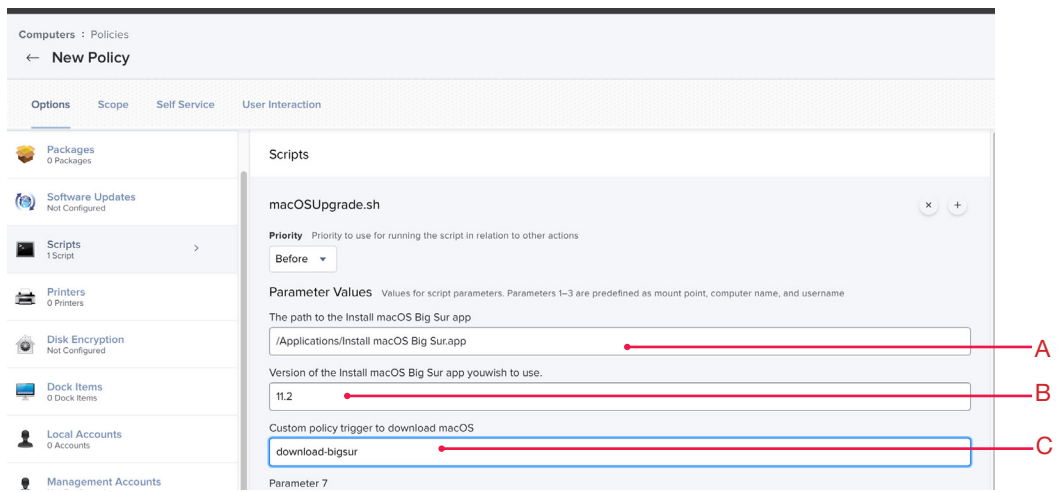 Computers : Policies
← New Policy
Options Scope Self Service User Interaction
Packages
0 Packages
Software Updates
Not Configured
Scripts
1 Script
Printers
0 Printers
Disk Encryption
Not Configured
Dock Items
0 Dock Items
Local Accounts
0 Accounts
Management Accounts
Scripts
macOSUpgrade.sh
× +
Priority Priority to use for running the script in relation to other actions
Before
Parameter Values Values for script parameters. Parameters 1–3 are predefined as mount point, computer name, and username
The path to the Install macOS Big Sur app
/Applications/Install macOS Big Sur.app
A
Version of the Install macOS Big Sur app youwish to use.
11.2
B
Custom policy trigger to download macOS
download-bigsur
C
Parameter 7